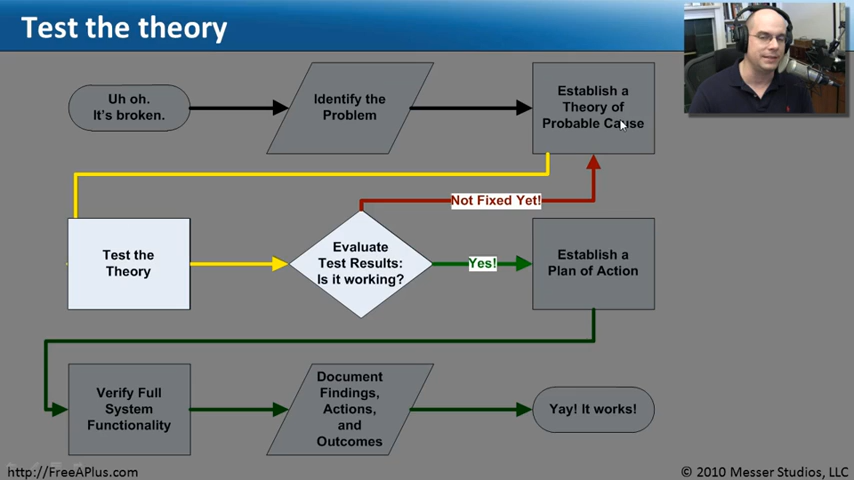 Test the theory
Uh oh.
It's broken.
Identify the
Problem
Establish a
Theory of
Probable Cause
Not Fixed Yet!
Test the
Theory
Evaluate
Test Results:
Is it working?
Yes!
Establish a
Plan of Action
Verify Full
System
Functionality
Document
Findings,
Actions,
and
Outcomes
Yay! It works!
http://FreeAPlus.com
© 2010 Messer Studios, LLC